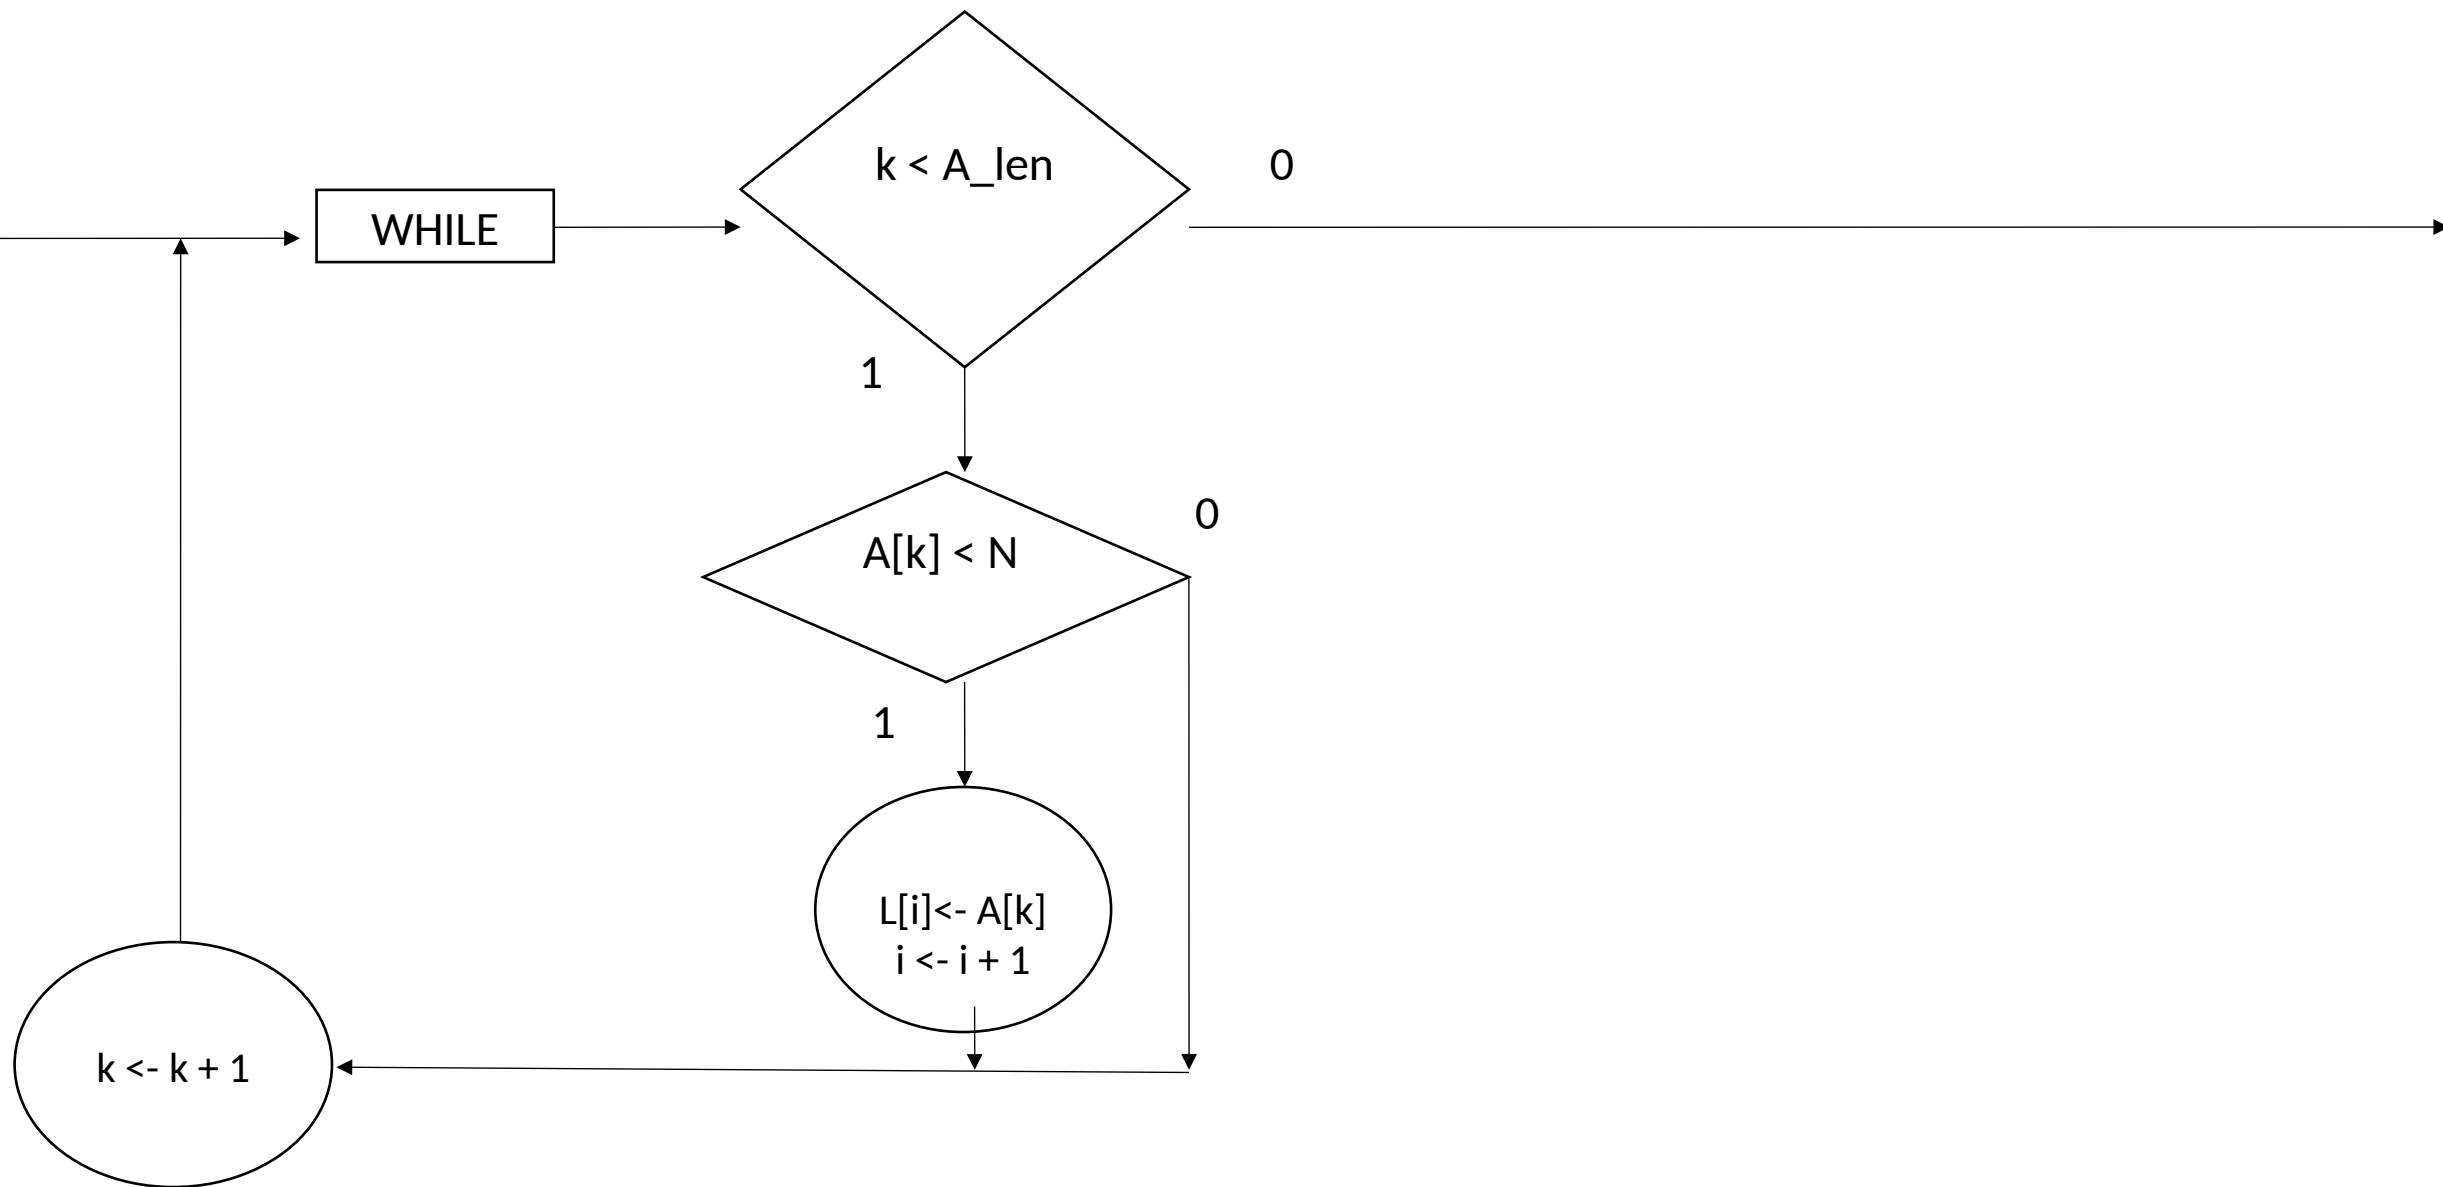 k < A_len
0
WHILE
1
0
A[k] < N
1
L[i]<- A[k]
i <- i + 1
k <- k + 1